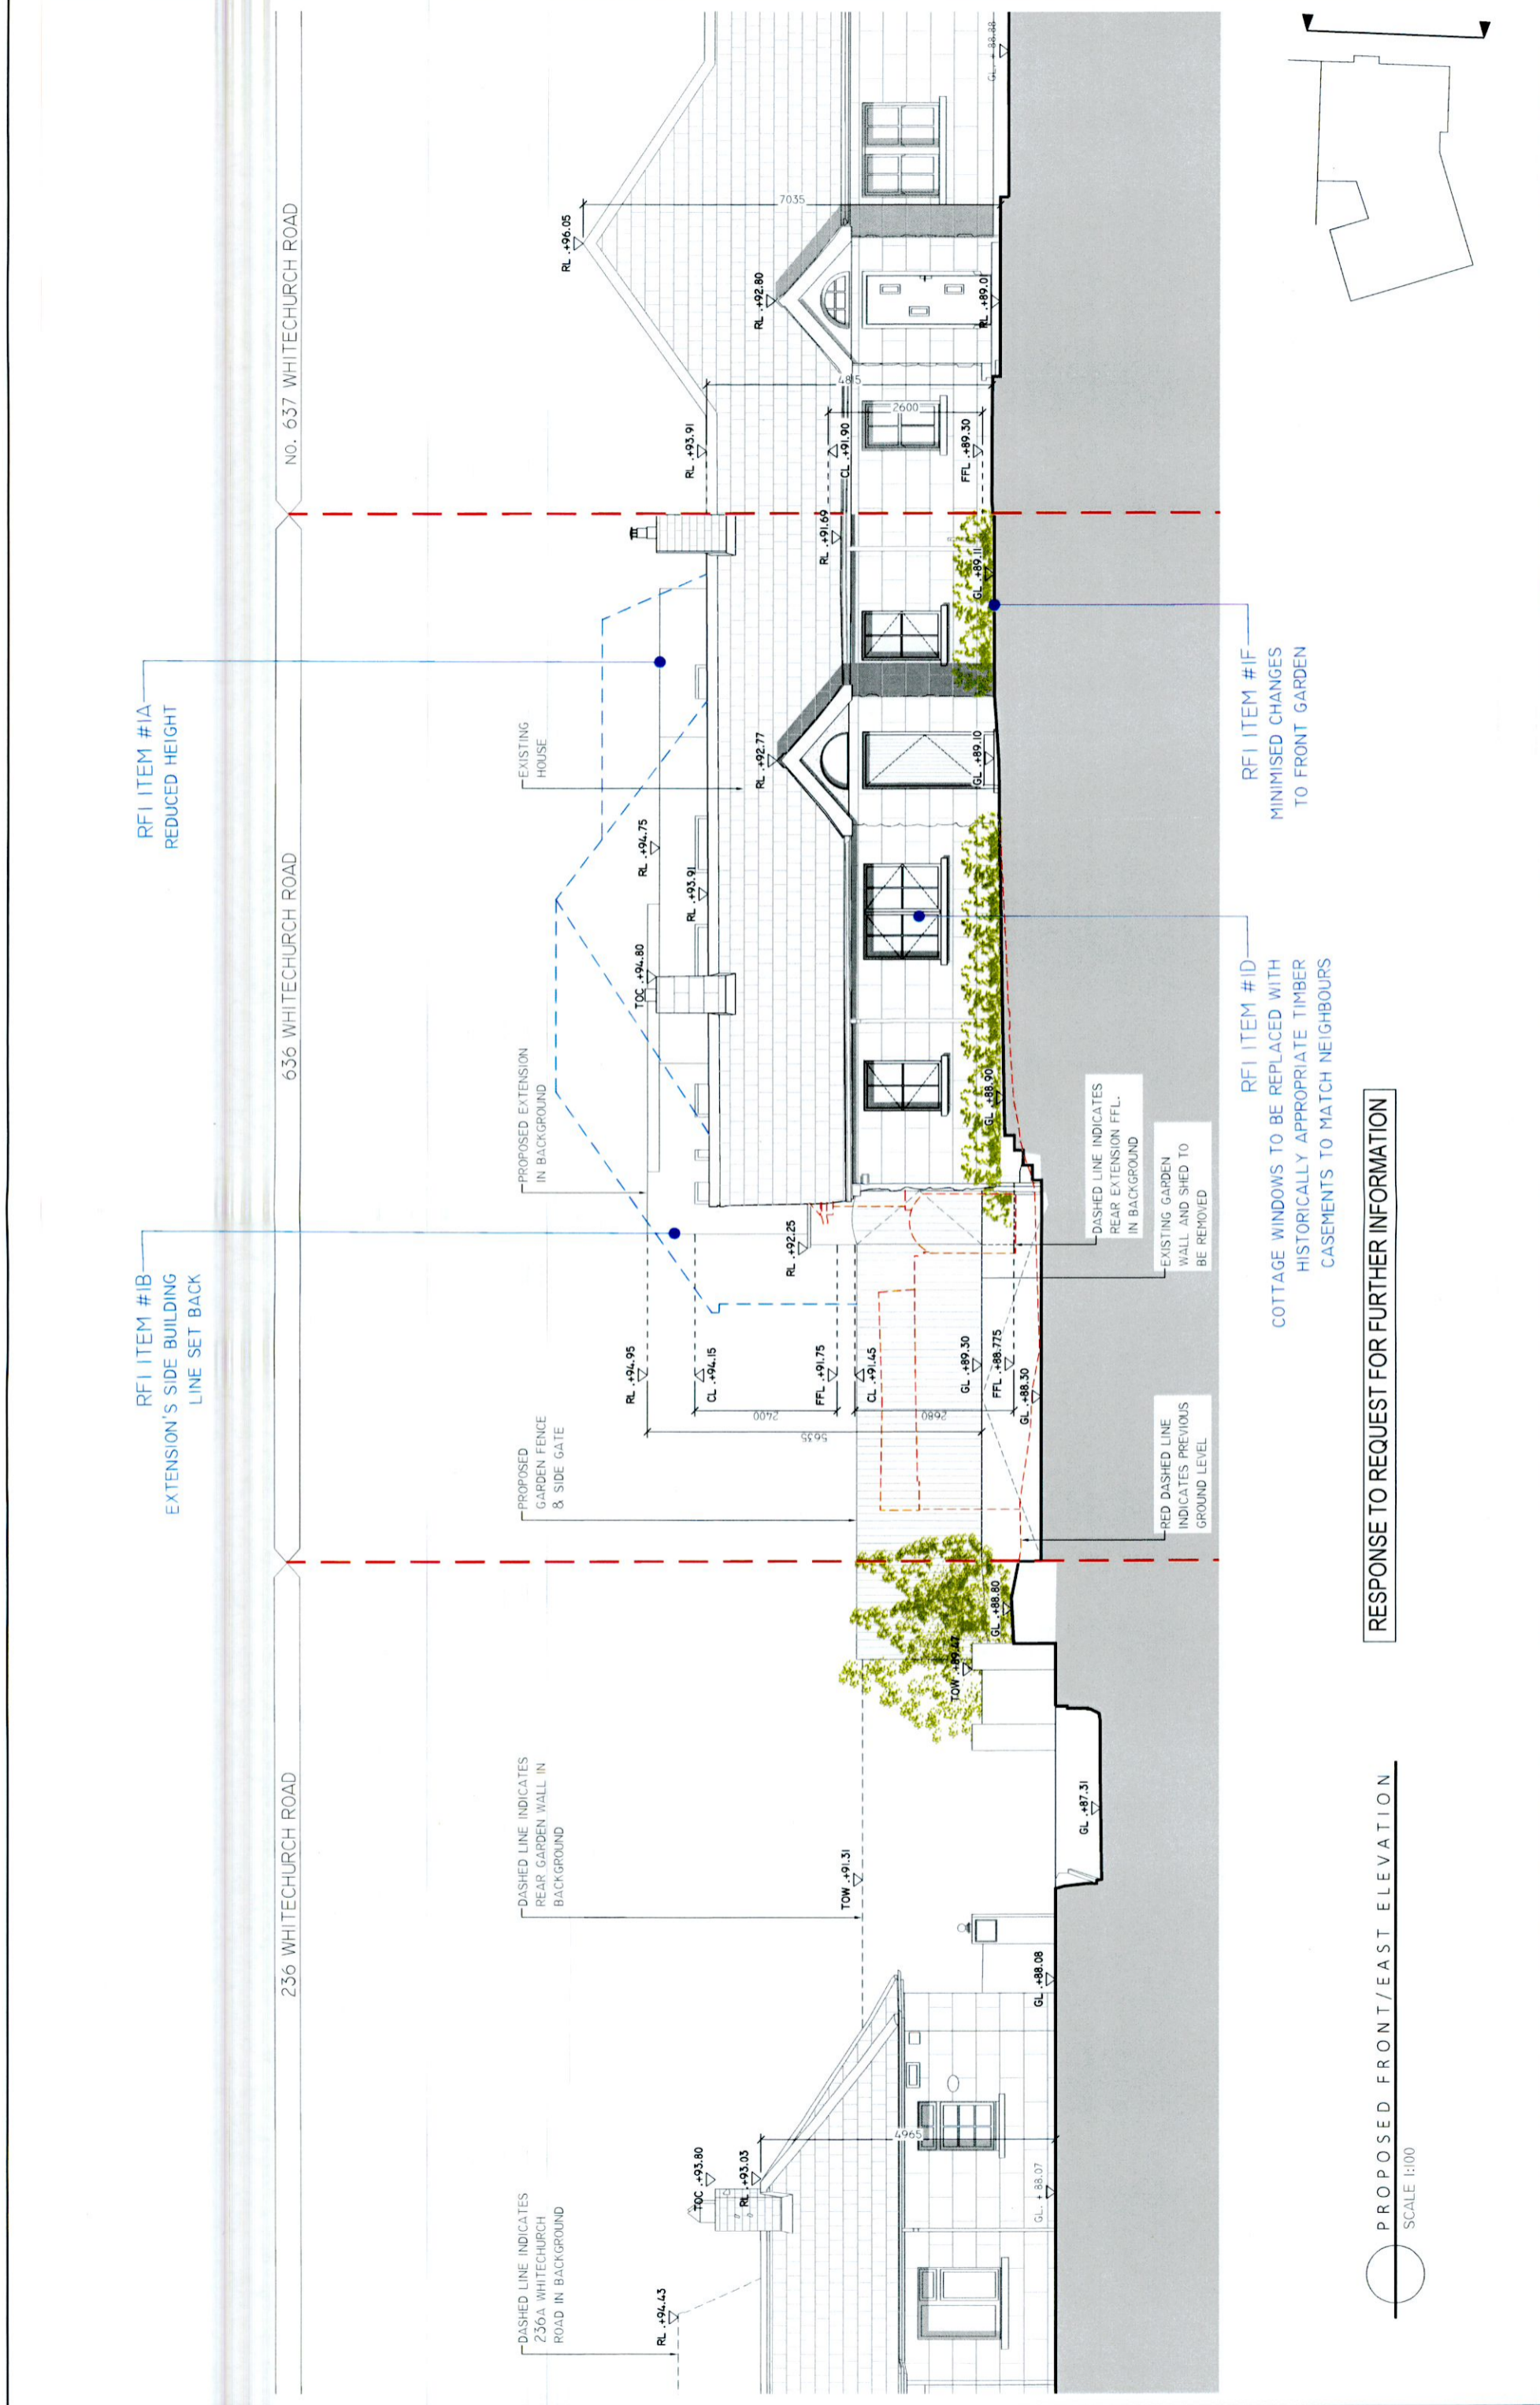 RFI ITEM #1B
EXTENSION'S SIDE BUILDING
LINE SET BACK
RFI ITEM #1A
REDUCED HEIGHT
236 WHITECHURCH ROAD
636 WHITECHURCH ROAD
NO. 637 WHITECHURCH ROAD
DASHED LINE INDICATES
236A WHITECHURCH
ROAD IN BACKGROUND
DASHED LINE INDICATES
REAR GARDEN WALL IN
BACKGROUND
PROPOSED
GARDEN FENCE
& SIDE GATE
PROPOSED EXTENSION
IN BACKGROUND
EXISTING
HOUSE
RL .+94.43
TOC .+93.80
RL .+93.03
4965
GL. + 88.07
GL .+88.08
TOW .+91.31
GL .+87.31
TOW .+89.47
GL .+88.80
RL .+94.95
CL .+94.15
FFL .+91.75
CL .+91.45
GL .+89.30
FFL .+88.775
GL .+88.30
5635
2400
2680
RL .+92.25
TOC .+94.80
RL .+94.75
RL .+93.91
RL .+92.77
GL .+88.90
GL .+89.10
GL .+89.11
RL .+91.69
RL .+93.91
CL .+91.90
FFL .+89.30
2600
4815
RL .+96.05
RL .+92.80
RL .+89.01
7035
GL. + 88.88
RED DASHED LINE
INDICATES PREVIOUS
GROUND LEVEL
EXISTING GARDEN
WALL AND SHED TO
BE REMOVED
DASHED LINE INDICATES
REAR EXTENSION FFL.
IN BACKGROUND
RFI ITEM #1D
COTTAGE WINDOWS TO BE REPLACED WITH
HISTORICALLY APPROPRIATE TIMBER
CASEMENTS TO MATCH NEIGHBOURS
RFI ITEM #1F
MINIMISED CHANGES
TO FRONT GARDEN
RESPONSE TO REQUEST FOR FURTHER INFORMATION
PROPOSED FRONT/EAST ELEVATION
SCALE 1:100